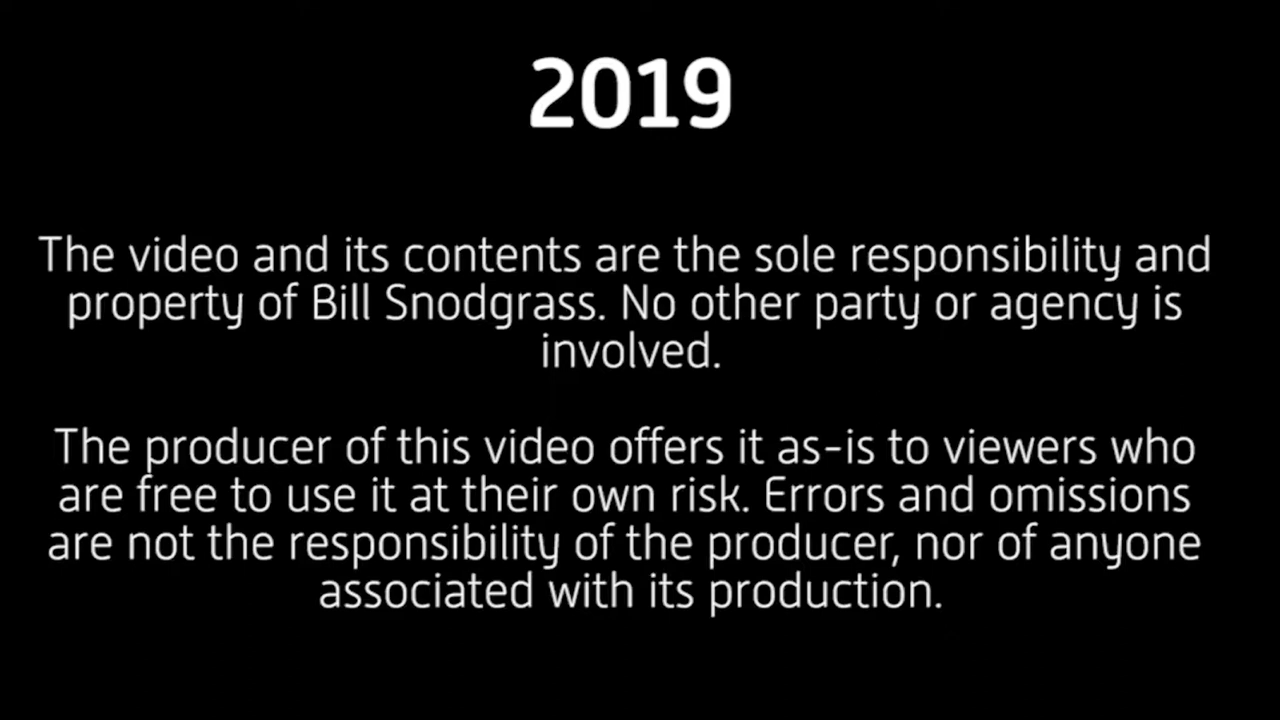 2019
The video and its contents are the sole responsibility and
property of Bill Snodgrass. No other party or agency is
involved.
The producer of this video offers it as-is to viewers who
are free to use it at their own risk. Errors and omissions
are not the responsibility of the producer, nor of anyone
associated with its production.